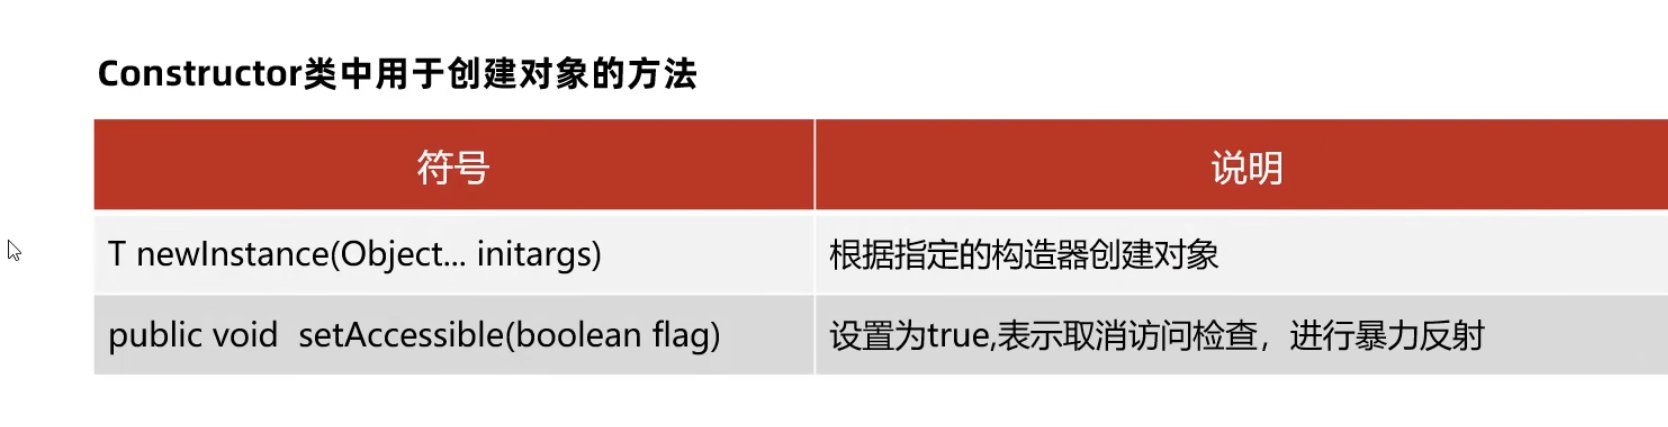 Constructor类中用于创建对象的方法
符号 说明
T newInstance(Object... initargs) 根据指定的构造器创建对象
public void  setAccessible(boolean flag) 设置为true,表示取消访问检查，进行暴力反射